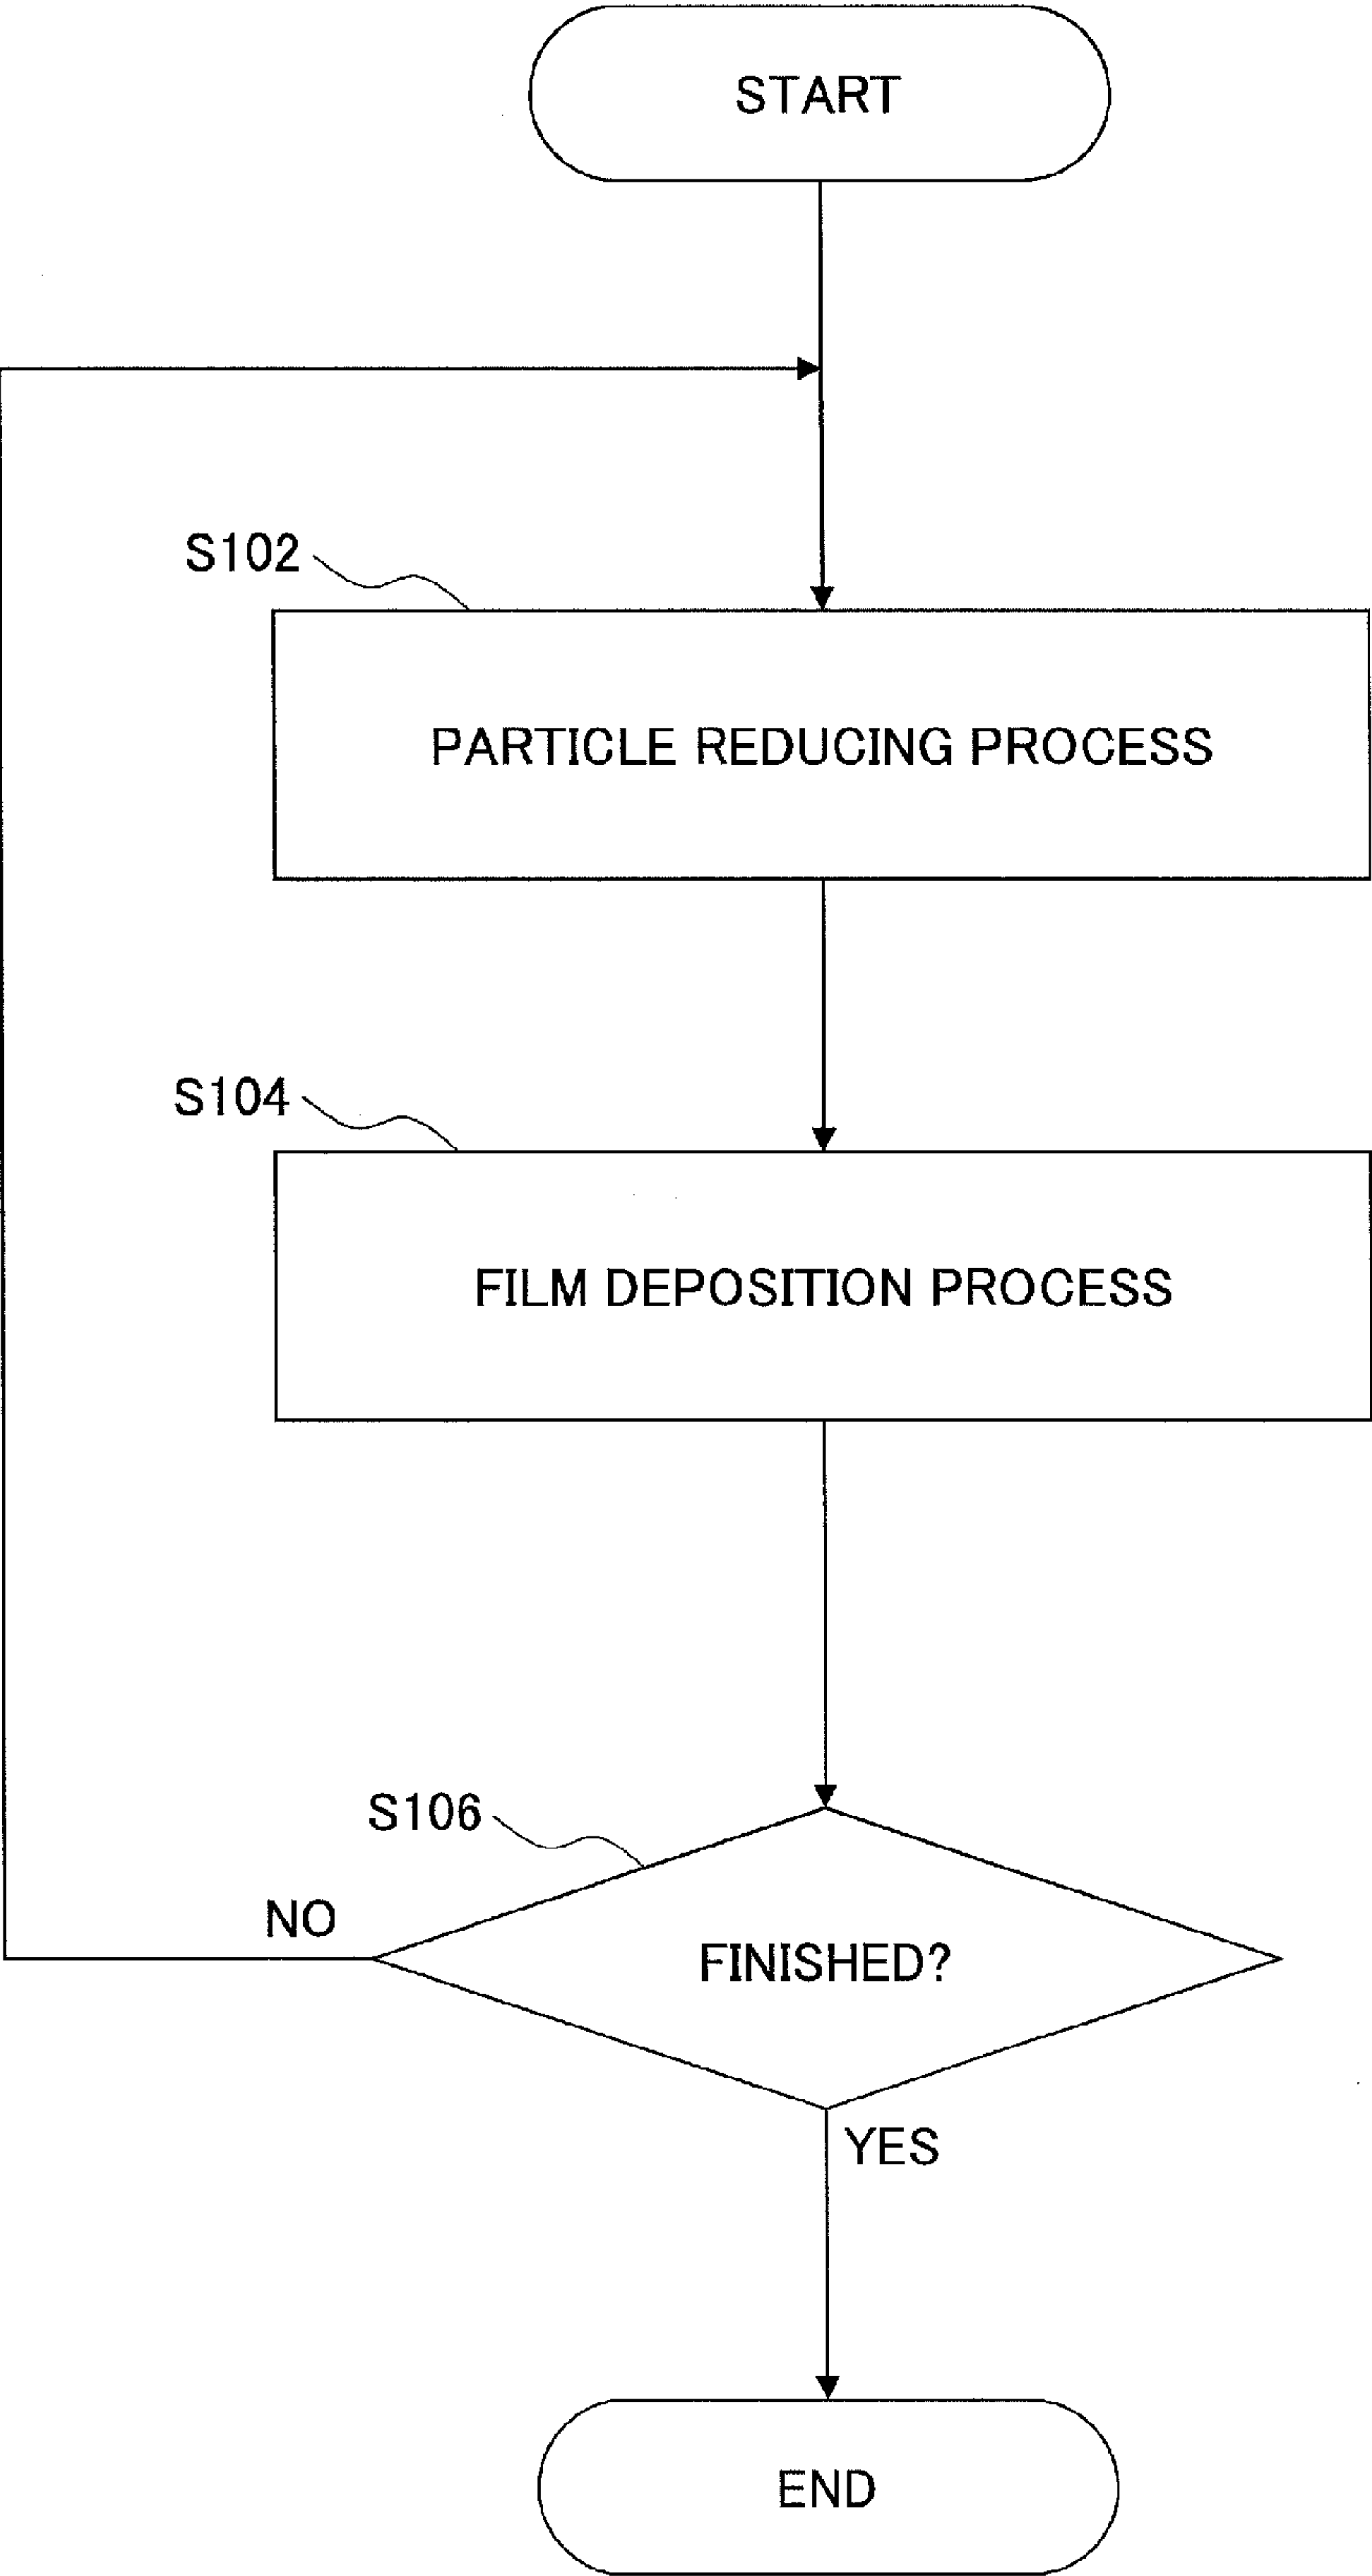 START
S102
PARTICLE REDUCING PROCESS
S104
FILM DEPOSITION PROCESS
S106
NO
FINISHED?
YES
END